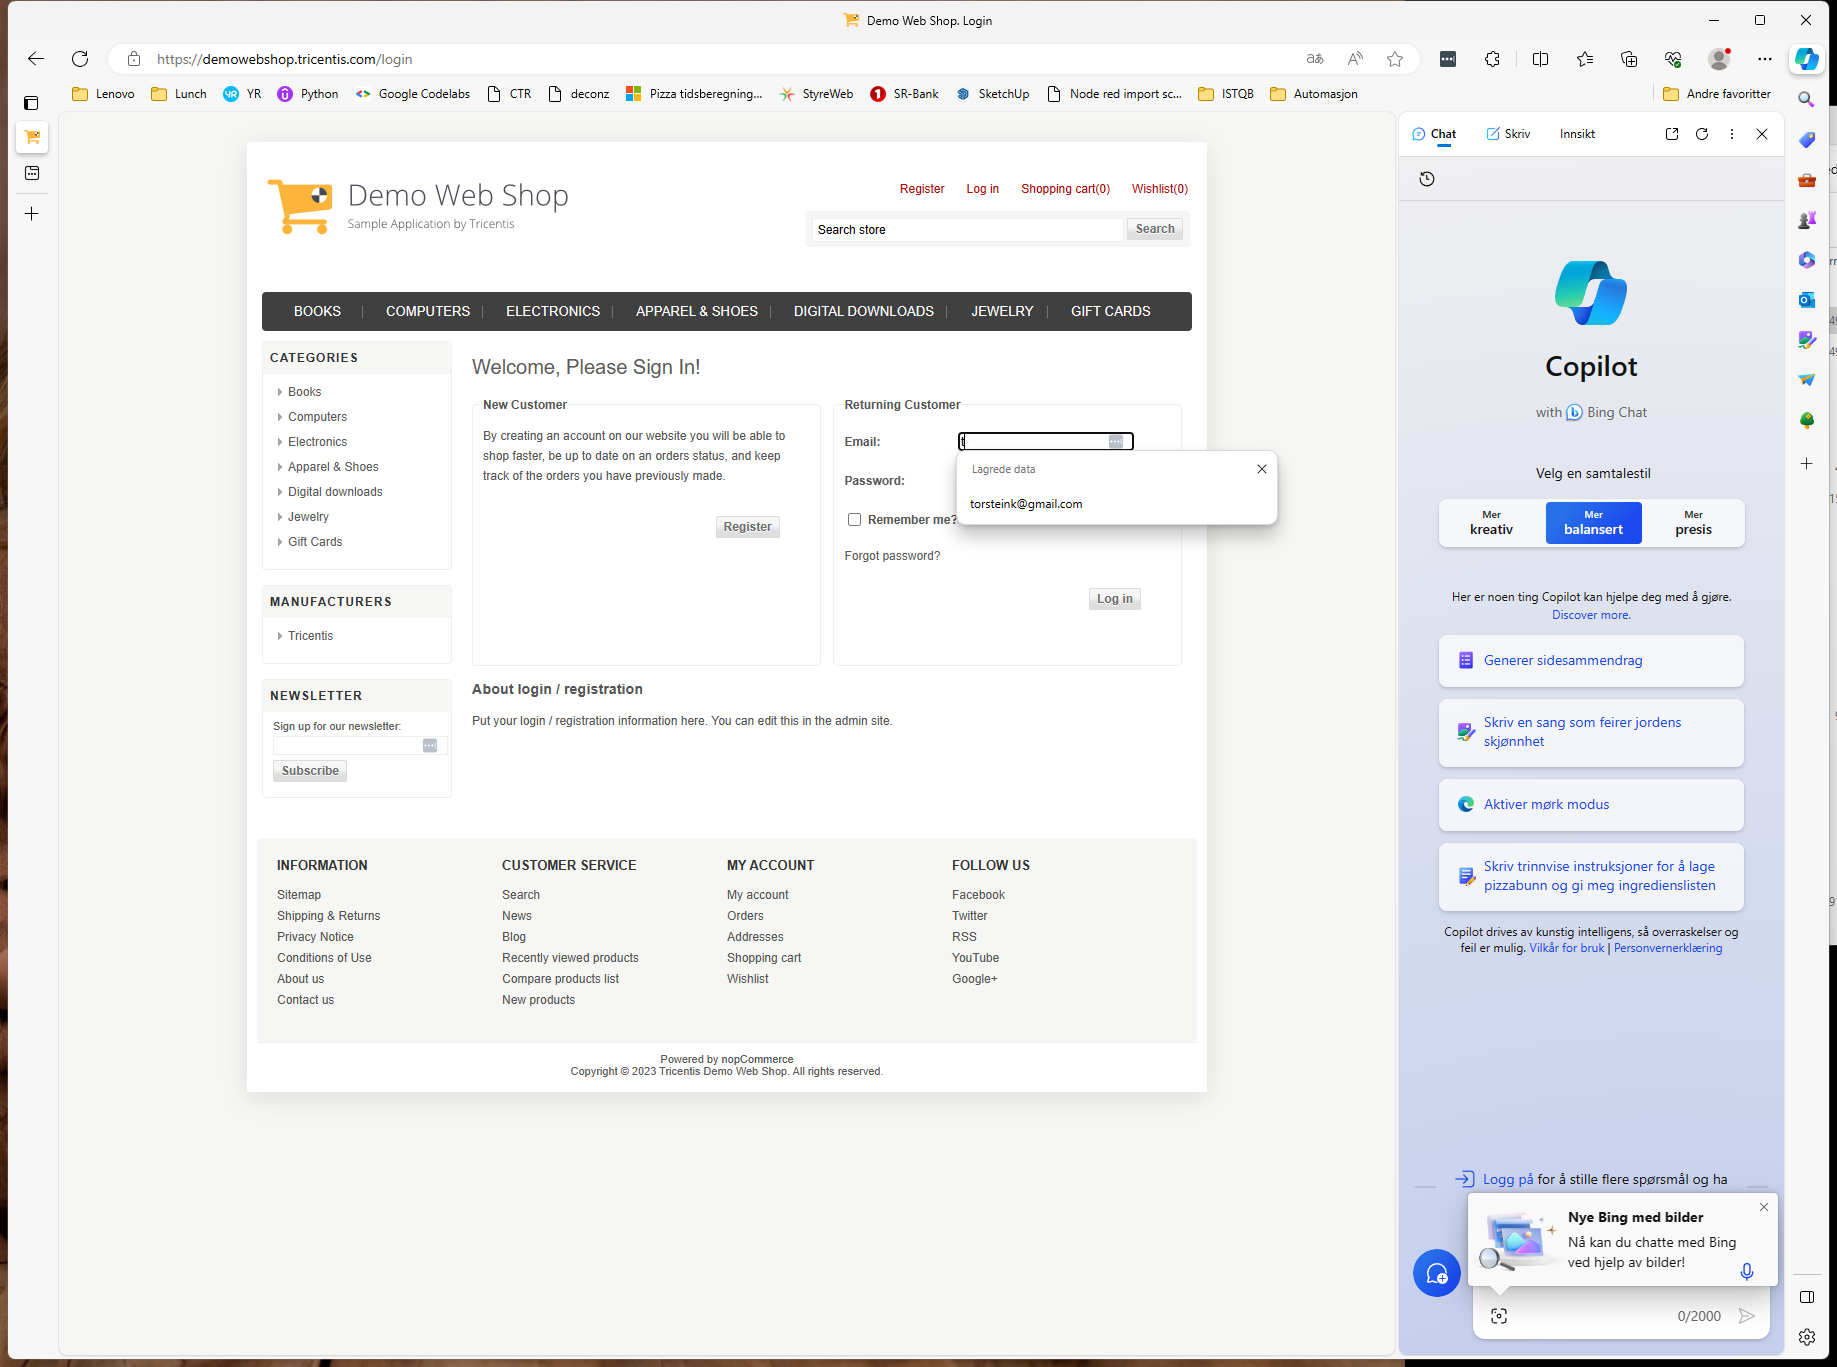 Demo Web Shop. Login
https://demowebshop.tricentis.com/login
Lenovo
Lunch
YR
Python
Google Codelabs
CTR
deconz
Pizza tidsberegning...
StyreWeb
SR-Bank
SketchUp
Node red import sc...
ISTQB
Automasjon
Andre favoritter
Demo Web Shop
Sample Application by Tricentis
Register
Log in
Shopping cart(0)
Wishlist(0)
Search store
Search
BOOKS
COMPUTERS
ELECTRONICS
APPAREL & SHOES
DIGITAL DOWNLOADS
JEWELRY
GIFT CARDS
CATEGORIES
Books
Computers
Electronics
Apparel & Shoes
Digital downloads
Jewelry
Gift Cards
MANUFACTURERS
Tricentis
NEWSLETTER
Sign up for our newsletter:
Subscribe
Welcome, Please Sign In!
New Customer
By creating an account on our website you will be able to
shop faster, be up to date on an orders status, and keep
track of the orders you have previously made.
Register
Returning Customer
Email:
t
Password:
Lagrede data
torsteink@gmail.com
Remember me?
Forgot password?
Log in
About login / registration
Put your login / registration information here. You can edit this in the admin site.
INFORMATION
Sitemap
Shipping & Returns
Privacy Notice
Conditions of Use
About us
Contact us
CUSTOMER SERVICE
Search
News
Blog
Recently viewed products
Compare products list
New products
MY ACCOUNT
My account
Orders
Addresses
Shopping cart
Wishlist
FOLLOW US
Facebook
Twitter
RSS
YouTube
Google+
Powered by nopCommerce
Copyright © 2023 Tricentis Demo Web Shop. All rights reserved.
Chat
Skriv
Innsikt
Copilot
with Bing Chat
Velg en samtalestil
Mer
kreativ
Mer
balansert
Mer
presis
Her er noen ting Copilot kan hjelpe deg med å gjøre.
Discover more.
Generer sidesammendrag
Skriv en sang som feirer jordens
skjønnhet
Aktiver mørk modus
Skriv trinnvise instruksjoner for å lage
pizzabunn og gi meg ingredienslisten
Copilot drives av kunstig intelligens, så overraskelser og
feil er mulig. Vilkår for bruk | Personvernerklæring
Logg på for å stille flere spørsmål og ha
Nye Bing med bilder
Nå kan du chatte med Bing
ved hjelp av bilder!
0/2000